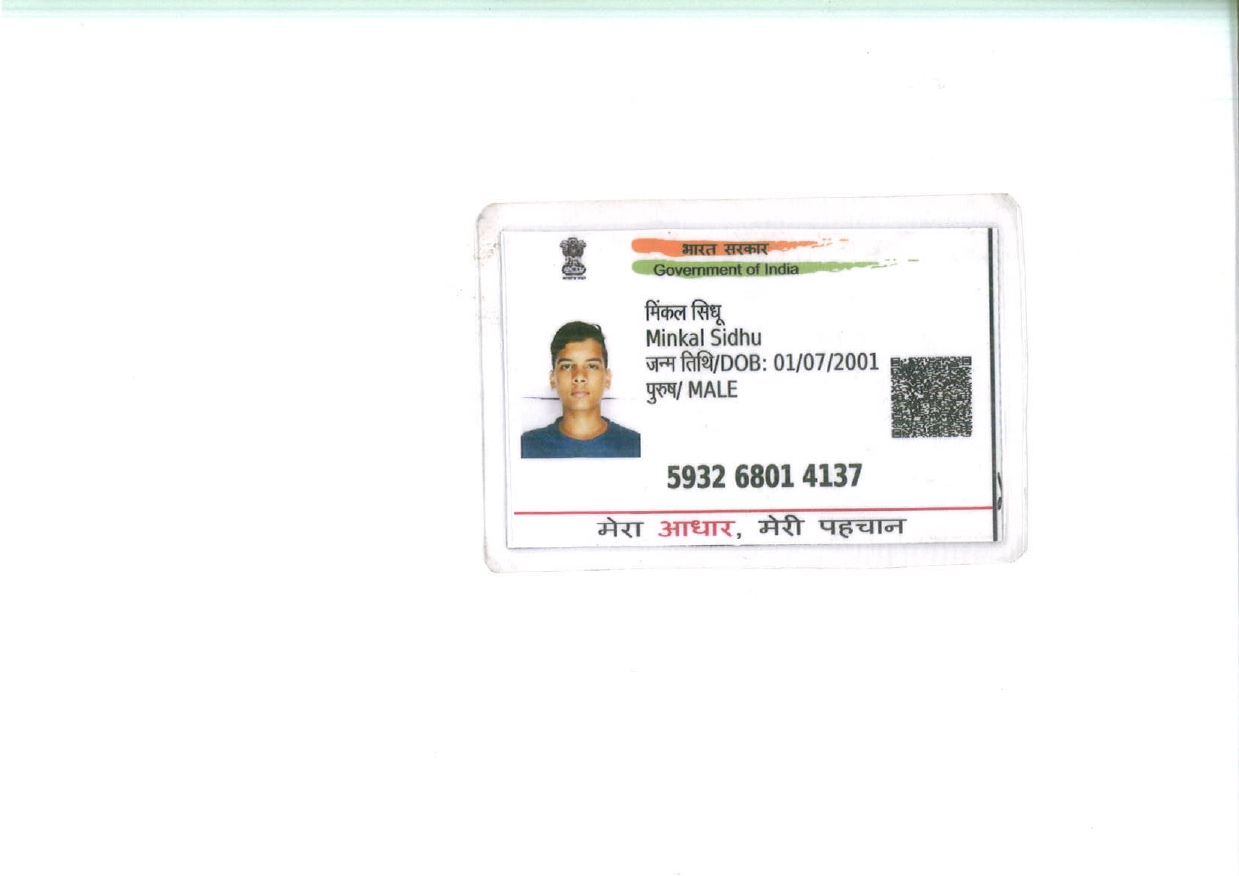 भारत सरकार
Government of India
मिंकल सिधू
Minkal Sidhu
जन्म तिथि/DOB: 01/07/2001
पुरुष/ MALE
5932 6801 4137
मेरा आधार, मेरी पहचान